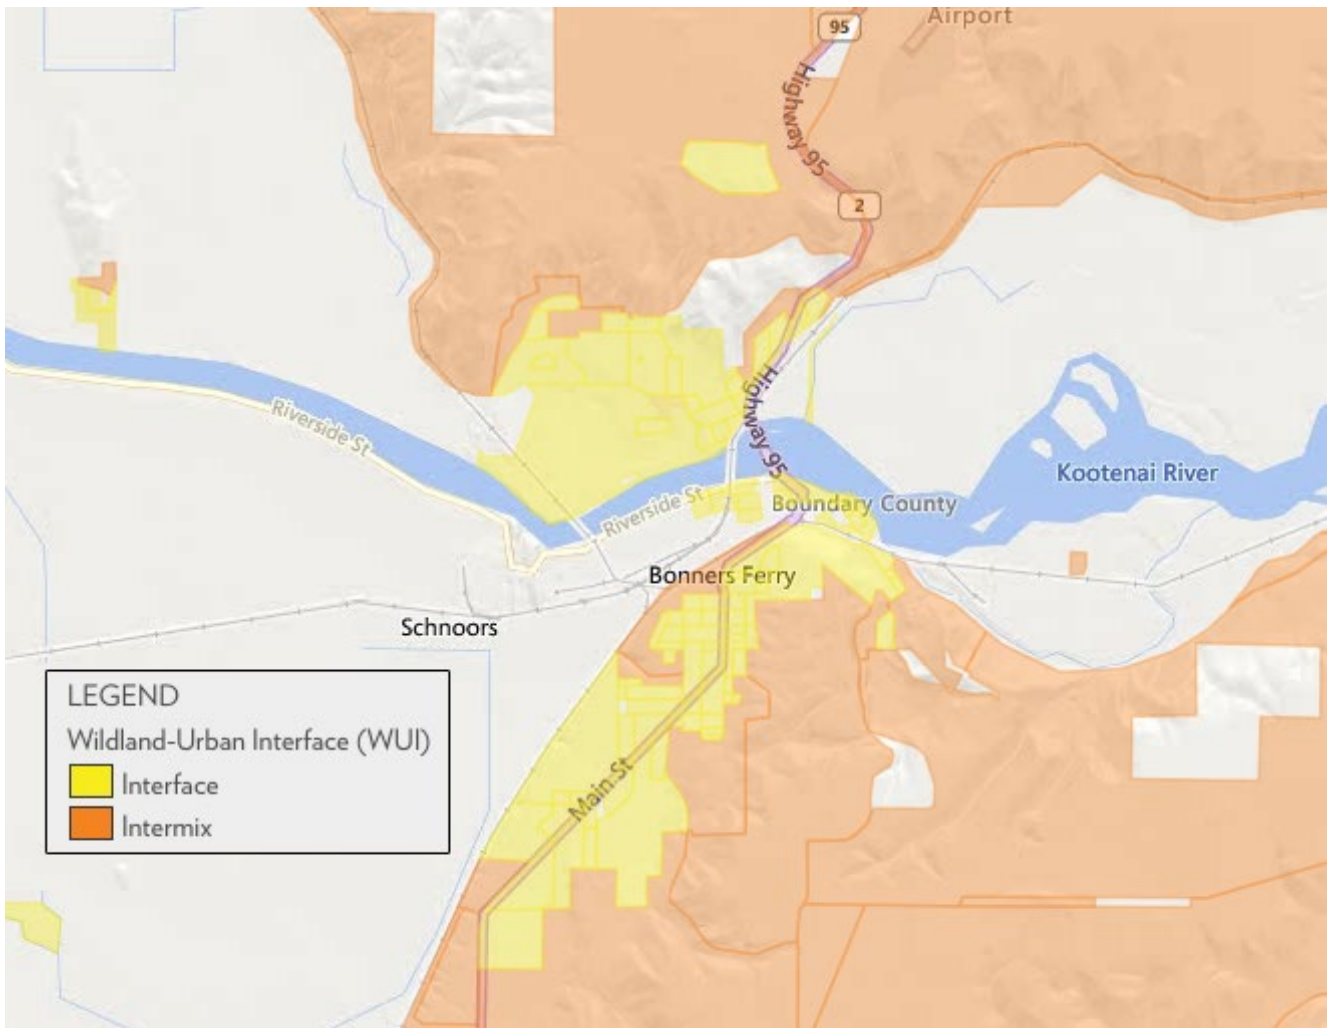 Airport
95
Highway 95
2
Highway 95
Riverside St
Kootenai River
Riverside St
Boundary County
Bonners Ferry
Schnoors
LEGEND
Wildland-Urban Interface (WUI)
Interface
Intermix
Main St